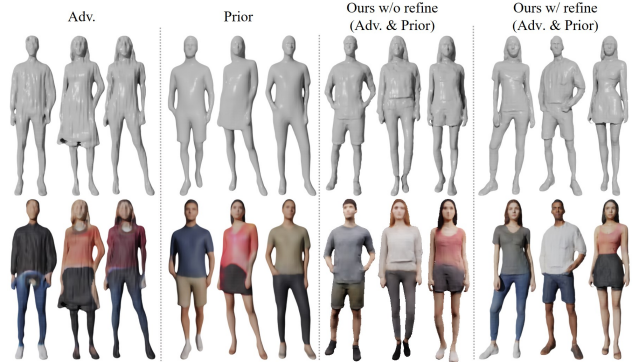 Adv.
Prior
Ours w/o refine
(Adv. & Prior)
Ours w/ refine
(Adv. & Prior)